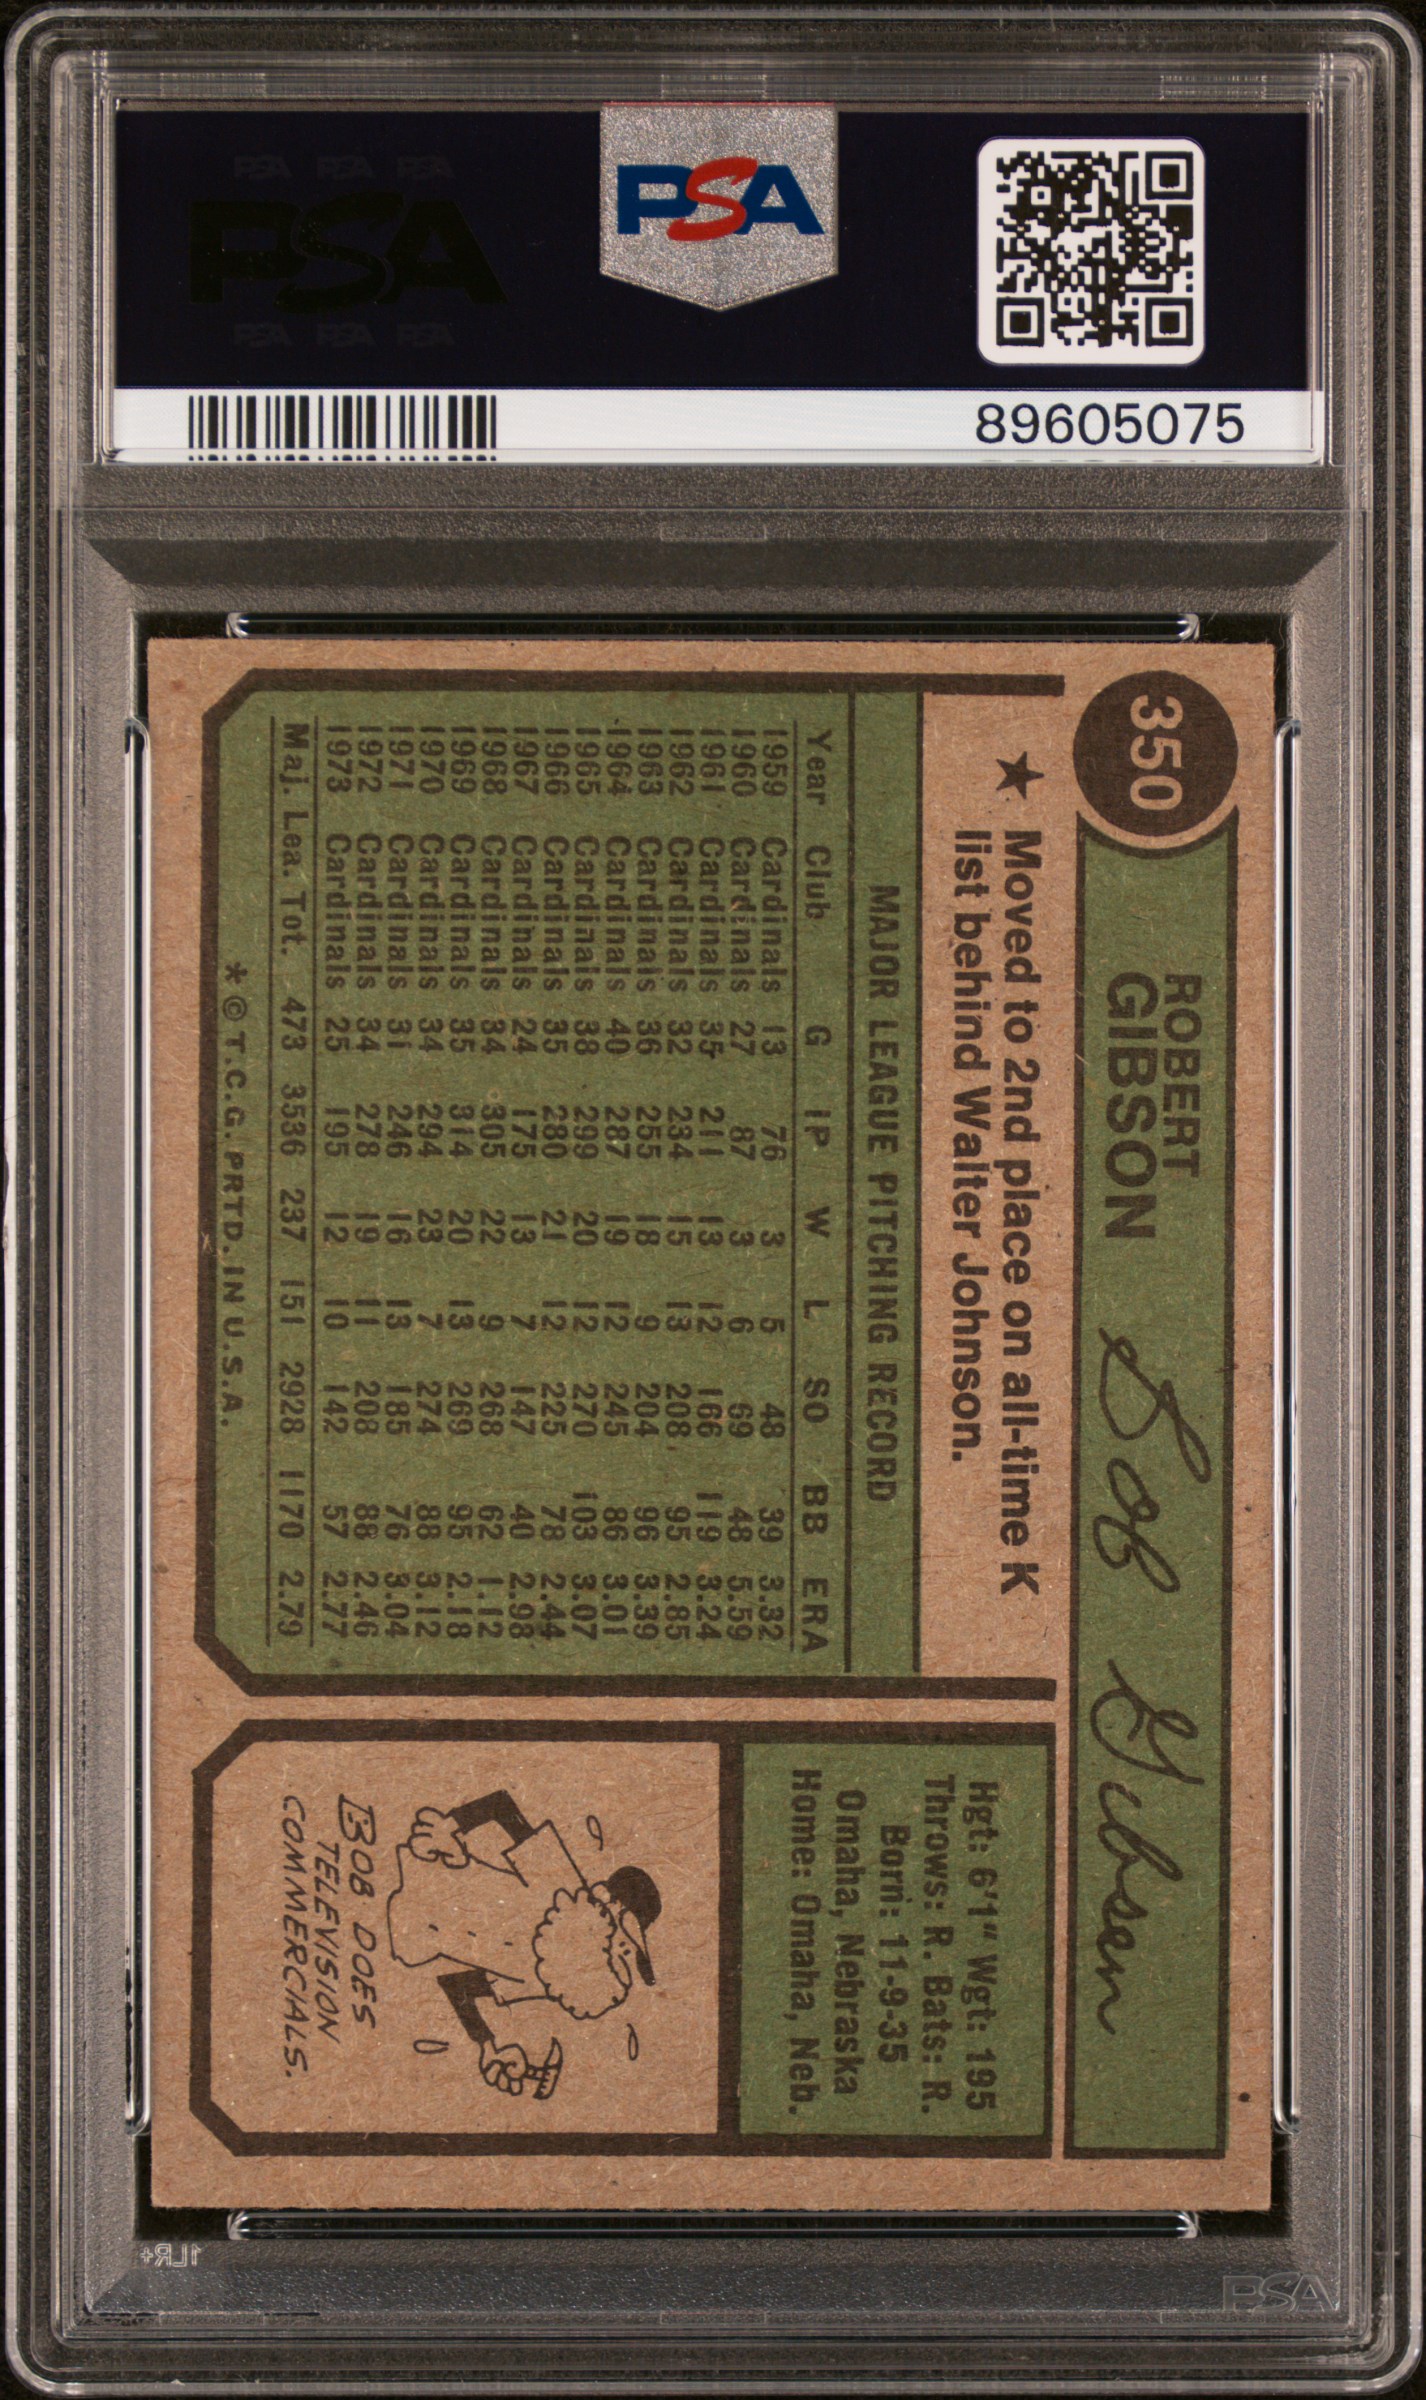 PSA PSA PSA
PSA
PSA PSA PSA
PSA
89605075
350
ROBERT
GIBSON
Bob Gibson
★ Moved to 2nd place on all-time K
list behind Walter Johnson.
MAJOR LEAGUE PITCHING RECORD
Year Club G IP W L SO BB ERA
1959 Cardinals 13 76 3 5 48 39 3.32
1960 Cardinals 27 87 3 6 69 48 5.59
1961 Cardinals 35 211 13 12 166 119 3.24
1962 Cardinals 32 234 15 13 208 95 2.85
1963 Cardinals 36 255 18 9 204 96 3.39
1964 Cardinals 40 287 19 12 245 86 3.01
1965 Cardinals 38 299 20 12 270 103 3.07
1966 Cardinals 35 280 21 12 225 78 2.44
1967 Cardinals 24 175 13 7 147 40 2.98
1968 Cardinals 34 305 22 9 268 62 1.12
1969 Cardinals 35 314 20 13 269 95 2.18
1970 Cardinals 34 294 23 7 274 88 3.12
1971 Cardinals 31 246 16 13 185 76 3.04
1972 Cardinals 34 278 19 11 208 88 2.46
1973 Cardinals 25 195 12 10 142 57 2.77
Maj. Lea. Tot. 473 3536 237 151 2928 1170 2.79
* © T.C.G. PRTD. IN U.S.A.
Hgt: 6'1" Wgt: 195
Throws: R. Bats: R.
Born: 11-9-35
Omaha, Nebraska
Home: Omaha, Neb.
BOB DOES
TELEVISION
COMMERCIALS.
1LR+
PSA